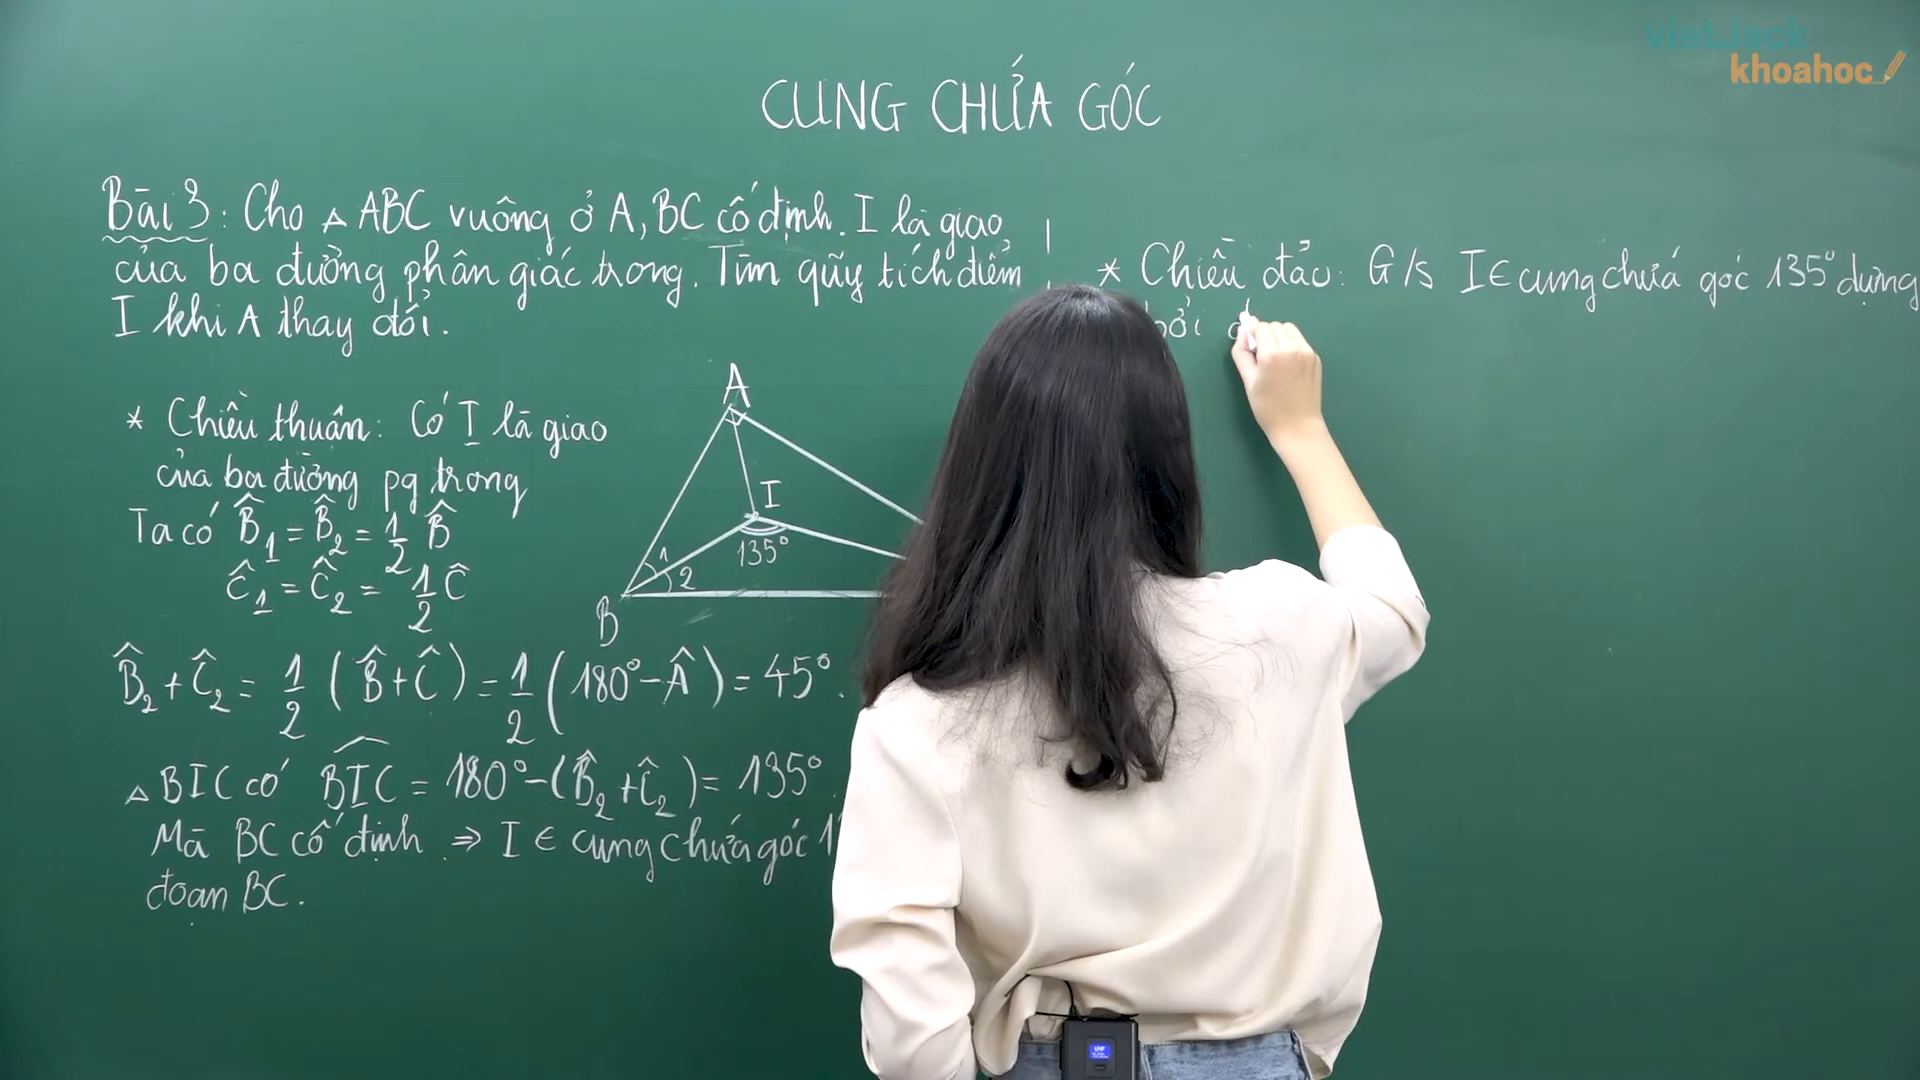 vietjack
khoahoc
CUNG CHỨA GÓC
Bài 3: Cho △ ABC vuông ở A, BC cố định. I là giao
của ba đường phân giác trong. Tìm qũy tích điểm
I khi A thay đổi.
* Chiều thuận: Có I là giao
của ba đường pg trong
Ta có B̂₁ = B̂₂ = 1/2 B̂
Ĉ₁ = Ĉ₂ = 1/2 Ĉ
B̂₂ + Ĉ₂ = 1/2 (B̂ + Ĉ) = 1/2 (180° - Â) = 45°.
△ BIC có B̂IC = 180° - (B̂₂ + Ĉ₂) = 135°.
Mà BC cố định ⇒ I ∈ cung chứa góc 1
đoạn BC.
A
I
135°
1
2
B
* Chiều đảo: G/s I ∈ cung chứa góc 135° dựng
bởi